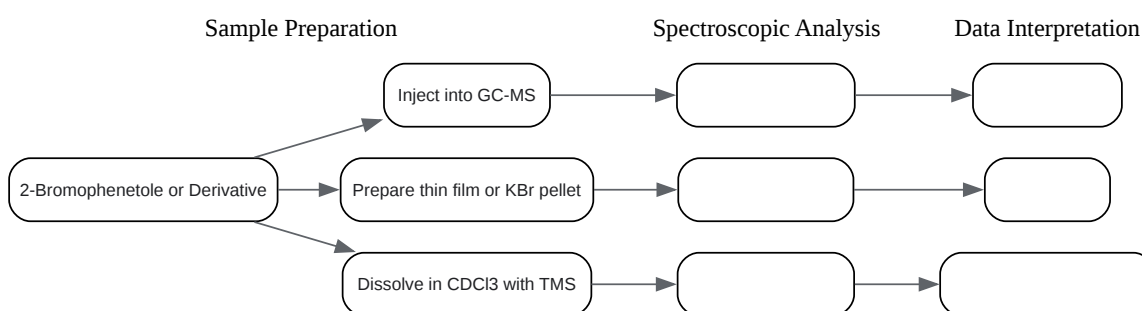 Sample Preparation
Spectroscopic Analysis
Data Interpretation
Inject into GC-MS
2-Bromophenetole or Derivative
Prepare thin film or KBr pellet
Dissolve in CDCl3 with TMS